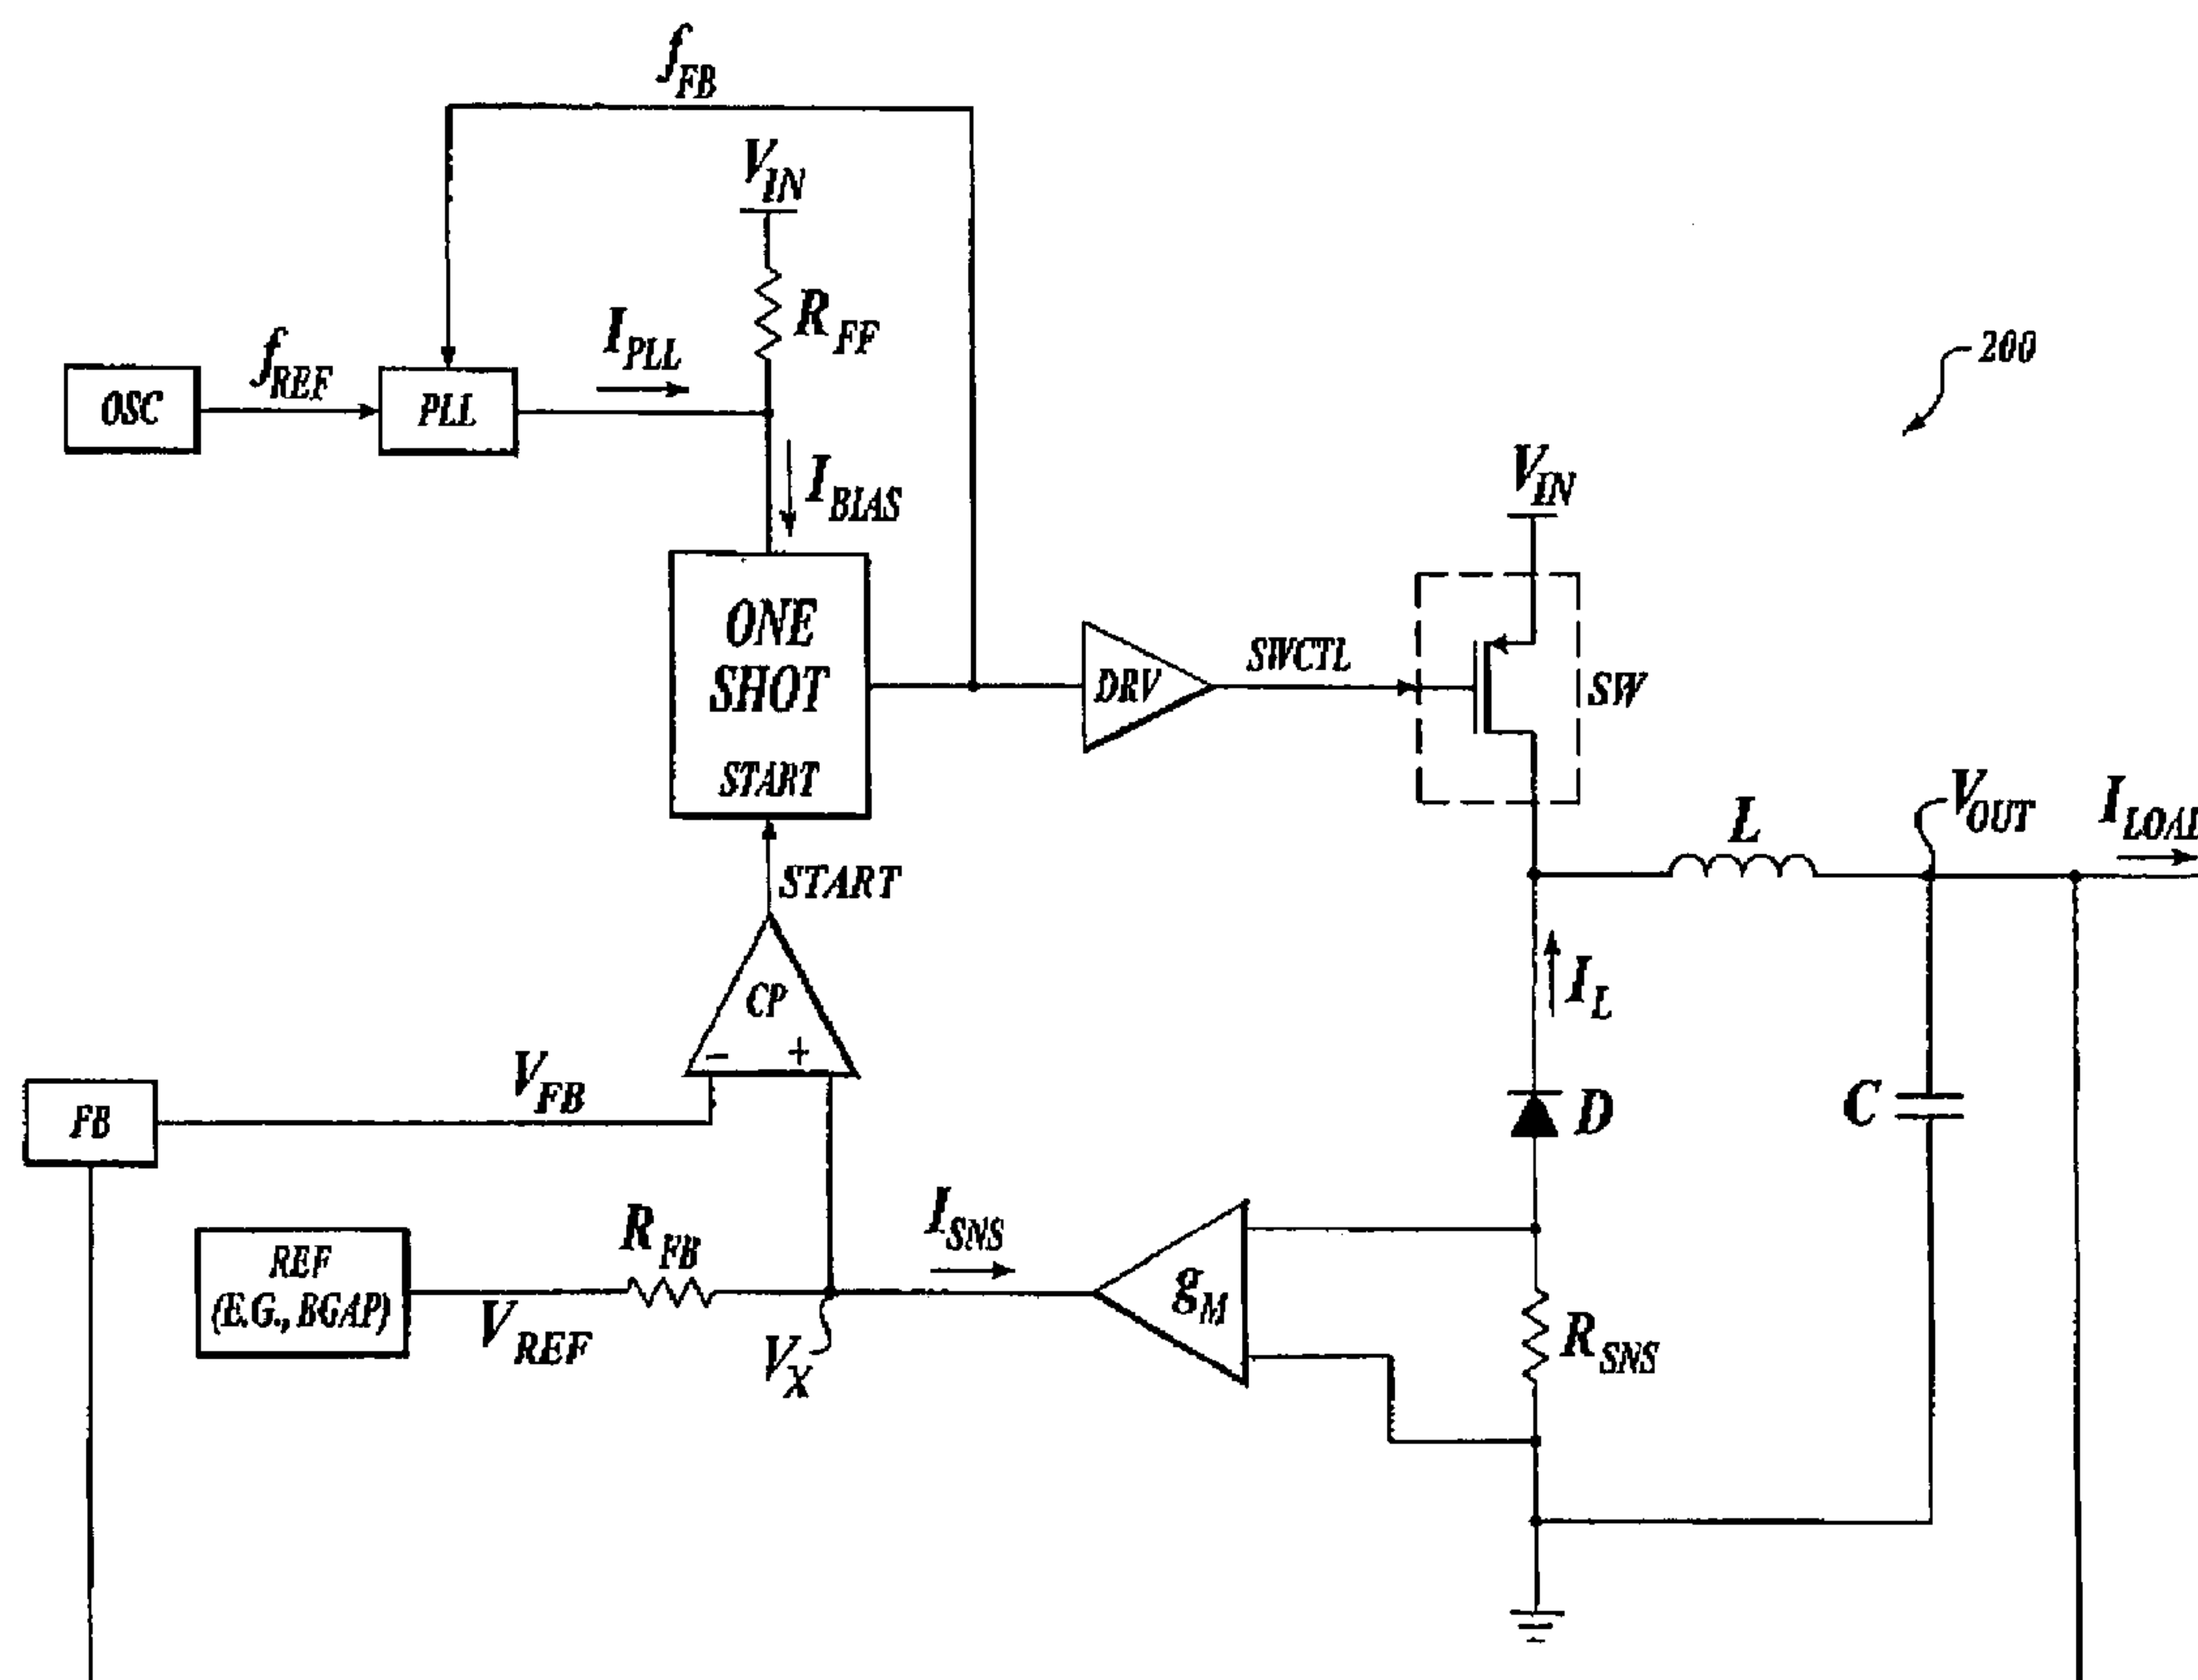 f_FB
V_IN
R_FF
I_PLL
f_REF
OSC
PLL
200
I_BIAS
V_IN
ONE
SHOT
START
DRV
SWCTL
SW
V_OUT
I_LOAD
L
START
CP
I_L
- +
V_FB
FB
D
C
I_SNS
R_FB
REF
(E.G., BGAP)
V_REF
V_X
g_M
R_SNS